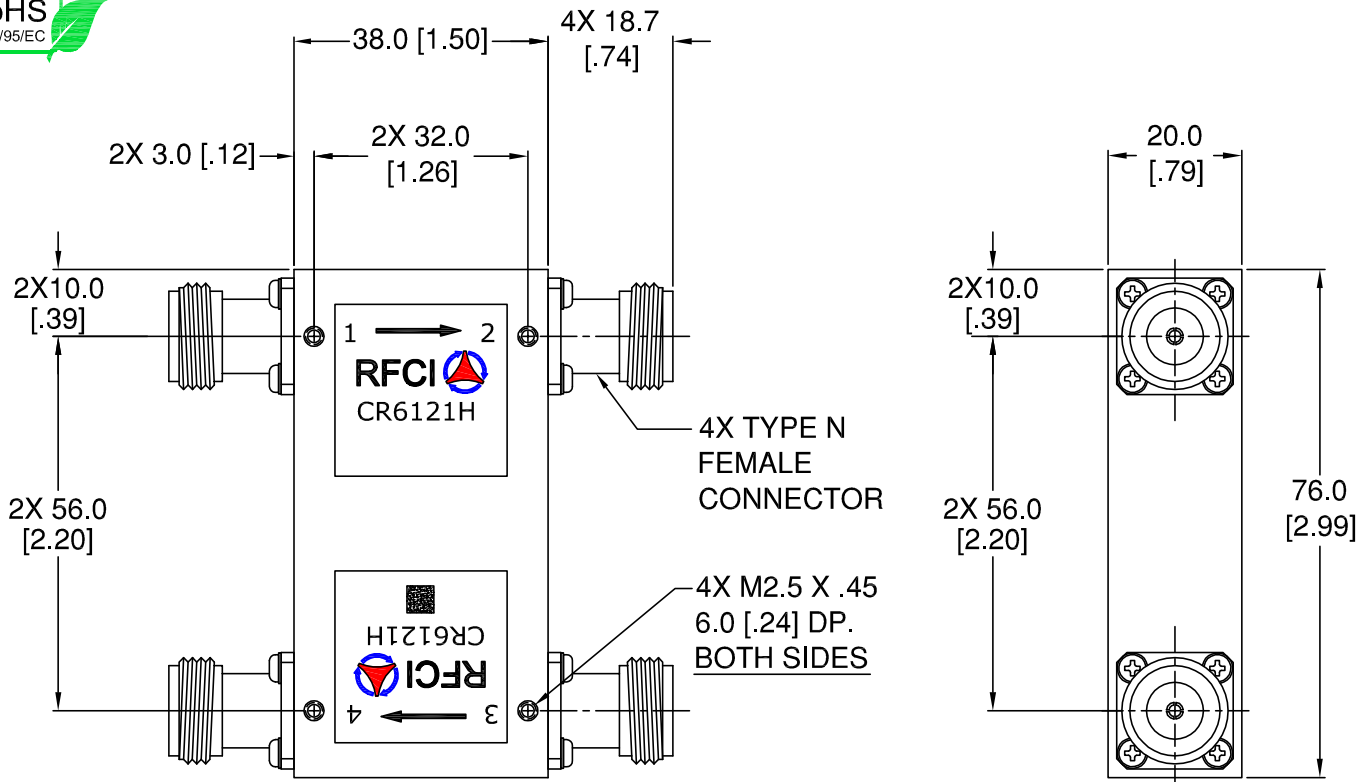 /95/EC
38.0 [1.50]
4X 18.7
[.74]
2X 3.0 [.12]
2X 32.0
[1.26]
20.0
[.79]
2X10.0
[.39]
2X10.0
[.39]
1 2
RFCI
CR6121H
4X TYPE N
FEMALE
CONNECTOR
2X 56.0
[2.20]
2X 56.0
[2.20]
76.0
[2.99]
4X M2.5 X .45
6.0 [.24] DP.
BOTH SIDES
3 4
RFCI
CR6121H